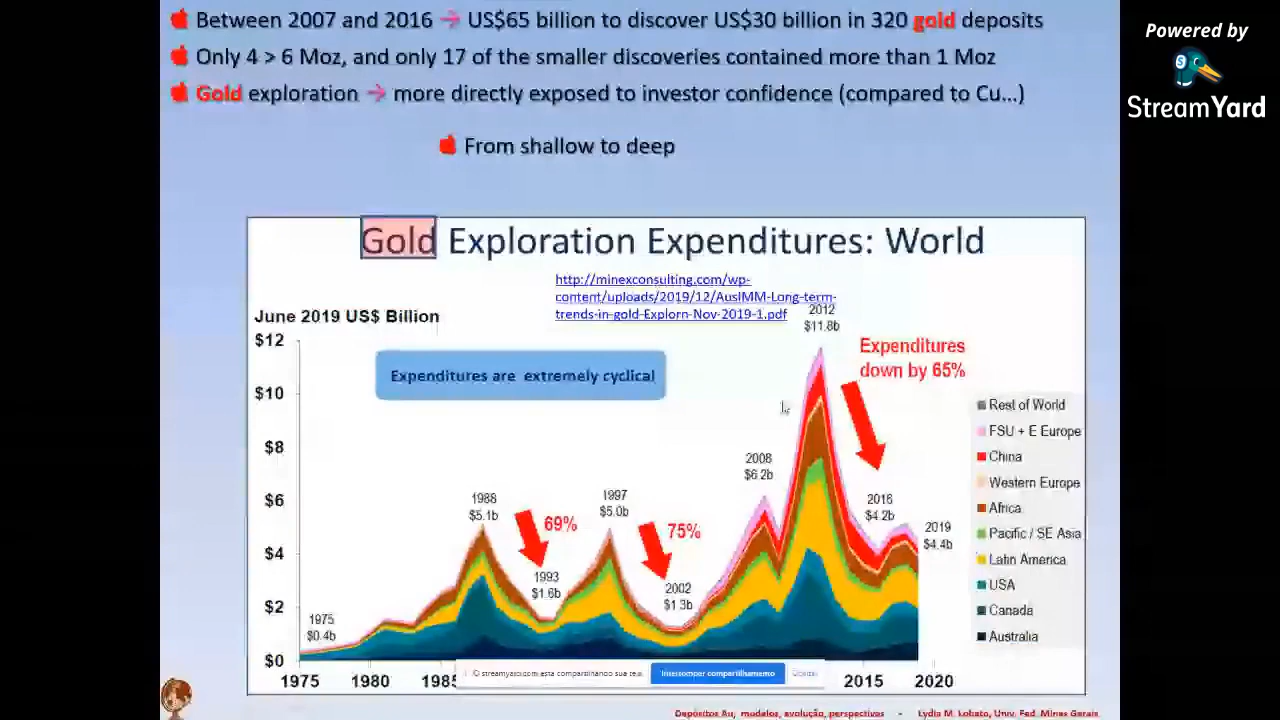 Between 2007 and 2016 → US$65 billion to discover US$30 billion in 320 gold deposits
Only 4 > 6 Moz, and only 17 of the smaller discoveries contained more than 1 Moz
Gold exploration → more directly exposed to investor confidence (compared to Cu…)
From shallow to deep
Powered by
StreamYard
Gold Exploration Expenditures: World
http://minexconsulting.com/wp-
content/uploads/2019/12/AusIMM-Long-term-
trends-in-gold-Explorn-Nov-2019-1.pdf
June 2019 US$ Billion
$12
$10
$8
$6
$4
$2
$0
Expenditures are extremely cyclical
2012
$11.8b
Expenditures
down by 65%
1975
$0.4b
1988
$5.1b
69%
1993
$1.6b
1997
$5.0b
75%
2002
$1.3b
2008
$6.2b
2016
$4.2b
2019
$4.4b
Rest of World
FSU + E Europe
China
Western Europe
Africa
Pacific / SE Asia
Latin America
USA
Canada
Australia
1975
1980
1985
2015
2020
streamyard.com está compartilhando sua tela.
Interromper compartilhamento
Ocultar
Depósitos Au, modelos, evolução, perspectivas - Lydia M. Lobato, Univ. Fed. Minas Gerais